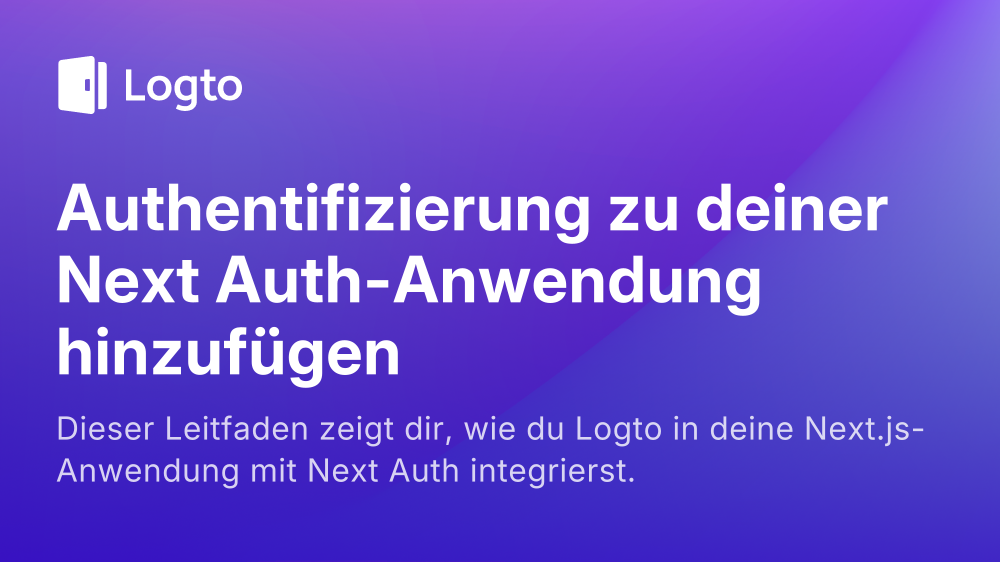 Logto
Authentifizierung zu deiner
Next Auth-Anwendung
hinzufügen
Dieser Leitfaden zeigt dir, wie du Logto in deine Next.js-
Anwendung mit Next Auth integrierst.